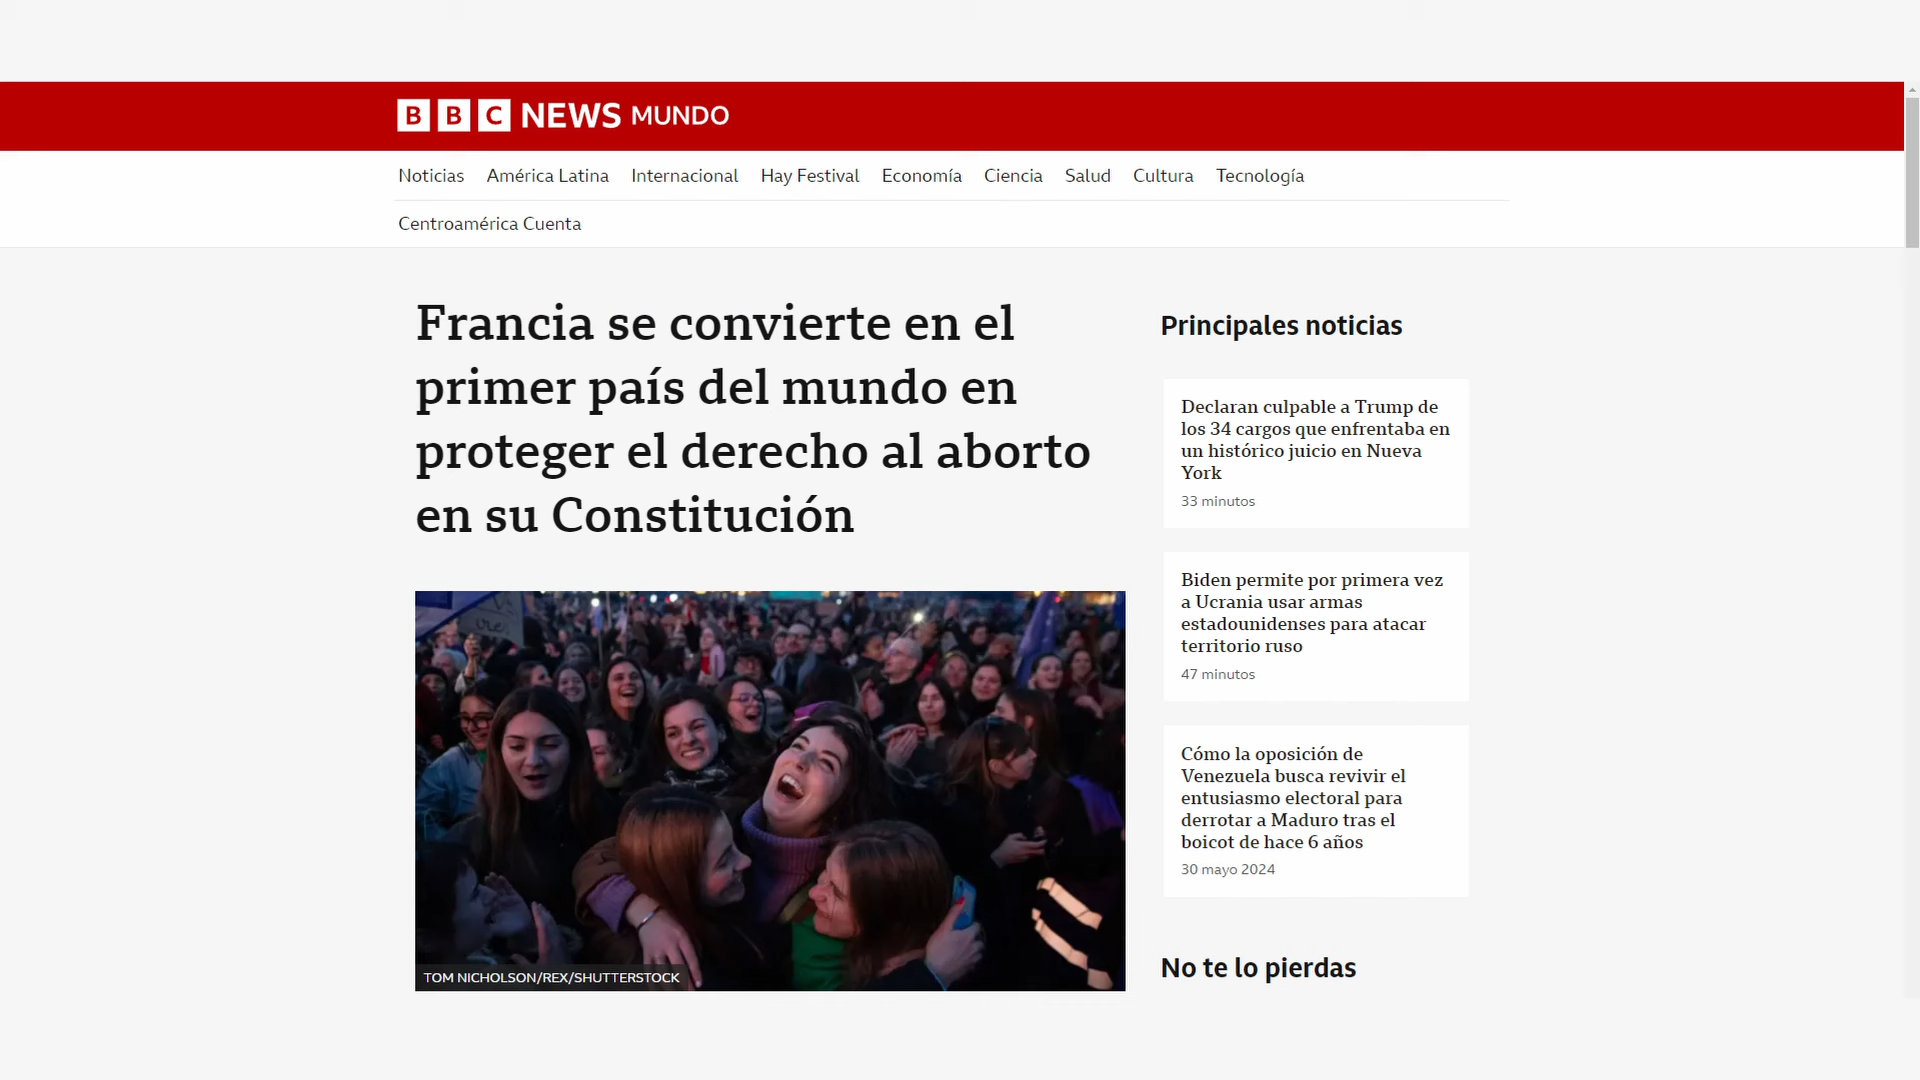 BBC NEWS MUNDO
Noticias América Latina Internacional Hay Festival Economía Ciencia Salud Cultura Tecnología
Centroamérica Cuenta
Francia se convierte en el
primer país del mundo en
proteger el derecho al aborto
en su Constitución
TOM NICHOLSON/REX/SHUTTERSTOCK
Principales noticias
Declaran culpable a Trump de
los 34 cargos que enfrentaba en
un histórico juicio en Nueva
York
33 minutos
Biden permite por primera vez
a Ucrania usar armas
estadounidenses para atacar
territorio ruso
47 minutos
Cómo la oposición de
Venezuela busca revivir el
entusiasmo electoral para
derrotar a Maduro tras el
boicot de hace 6 años
30 mayo 2024
No te lo pierdas